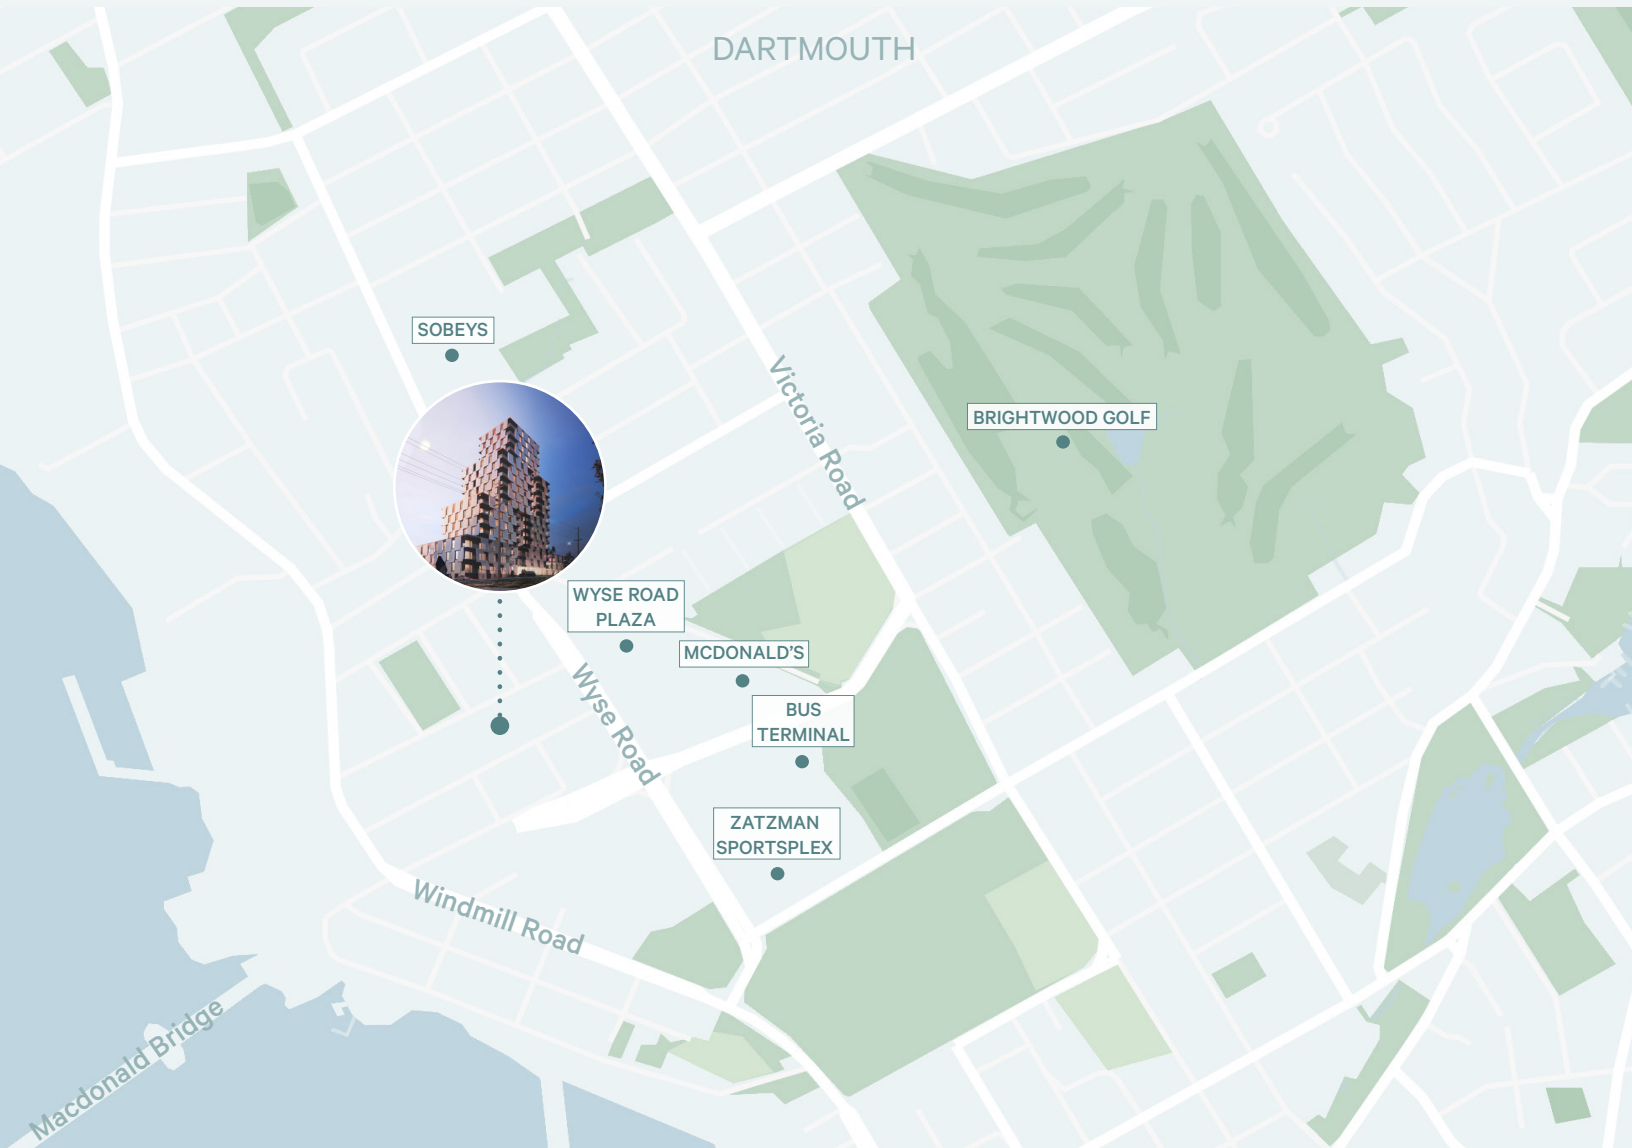 DARTMOUTH
SOBEYS
Victoria Road
BRIGHTWOOD GOLF
WYSE ROAD
PLAZA
MCDONALD'S
Wyse Road
BUS
TERMINAL
ZATZMAN
SPORTSPLEX
Windmill Road
Macdonald Bridge